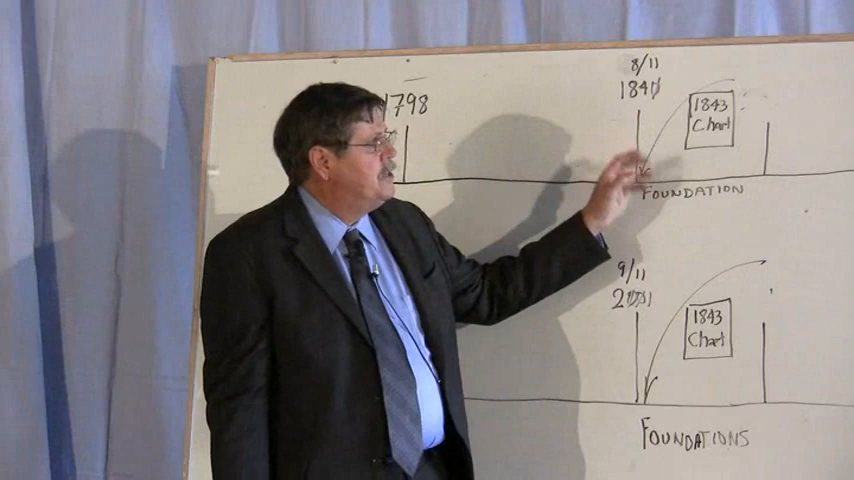 1798
8/11
1840
1843
Chart
FOUNDATION
9/11
2001
1843
Chart
FOUNDATIONS